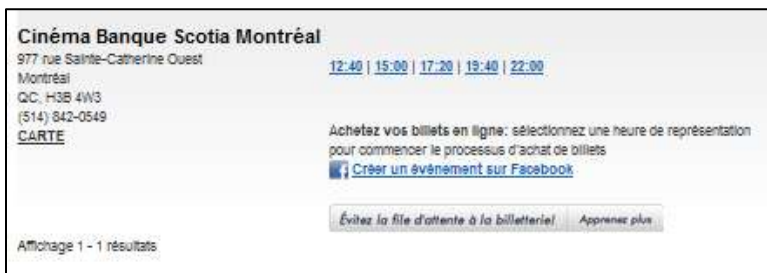 Cinéma Banque Scotia Montréal
977 rue Sainte-Catherine Ouest
Montréal
QC, H3B 4W3
(514) 842-0549
CARTE
12:40 | 15:00 | 17:20 | 19:40 | 22:00
Achetez vos billets en ligne: sélectionnez une heure de représentation
pour commencer le processus d'achat de billets
Créer un événement sur Facebook
Évitez la file d'attente à la billetterie! Apprenez plus
Affichage 1 - 1 résultats